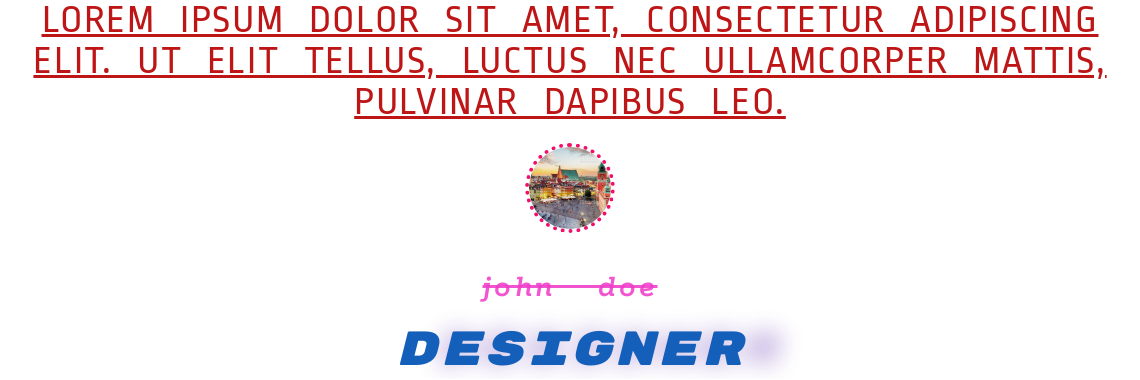 LOREM IPSUM DOLOR SIT AMET, CONSECTETUR ADIPISCING
ELIT. UT ELIT TELLUS, LUCTUS NEC ULLAMCORPER MATTIS,
PULVINAR DAPIBUS LEO.
john doe
DESIGNER